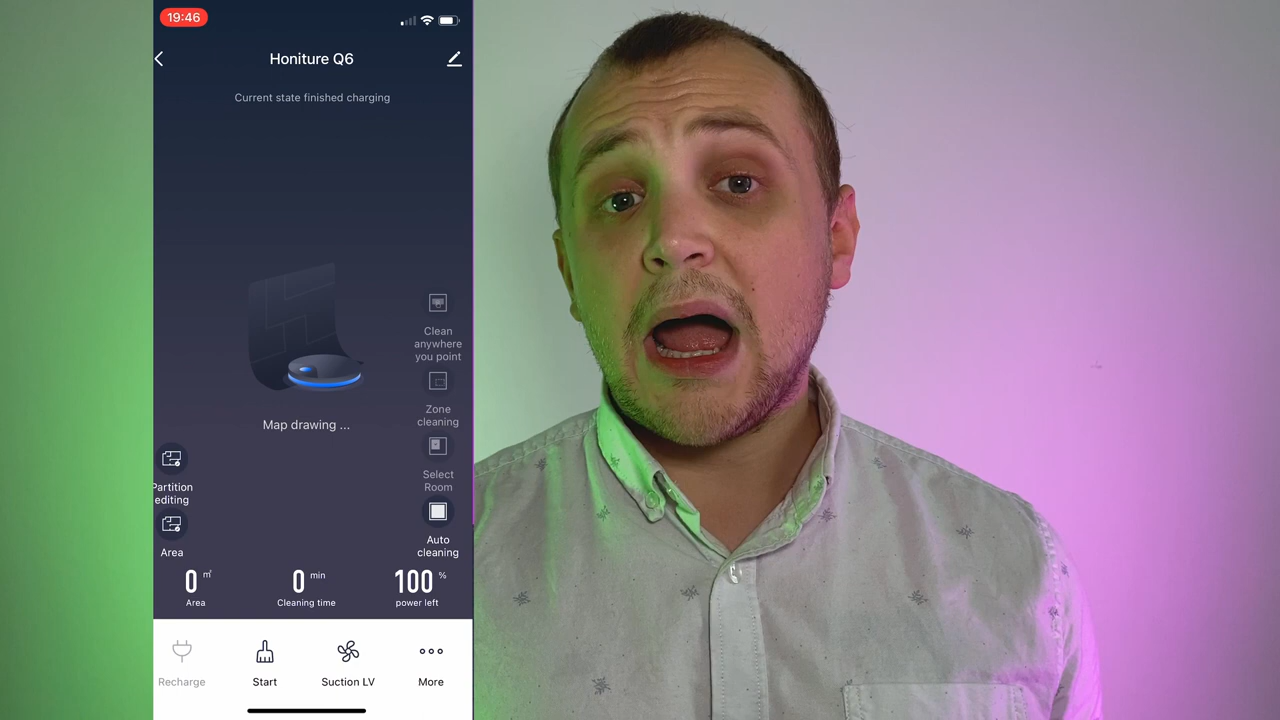 19:46
Honiture Q6
Current state finished charging
Clean
anywhere
you point
Zone
cleaning
Map drawing ...
Select
Room
Partition
editing
Auto
cleaning
Area
0 ㎡
Area
0 min
Cleaning time
100 %
power left
Recharge
Start
Suction LV
More